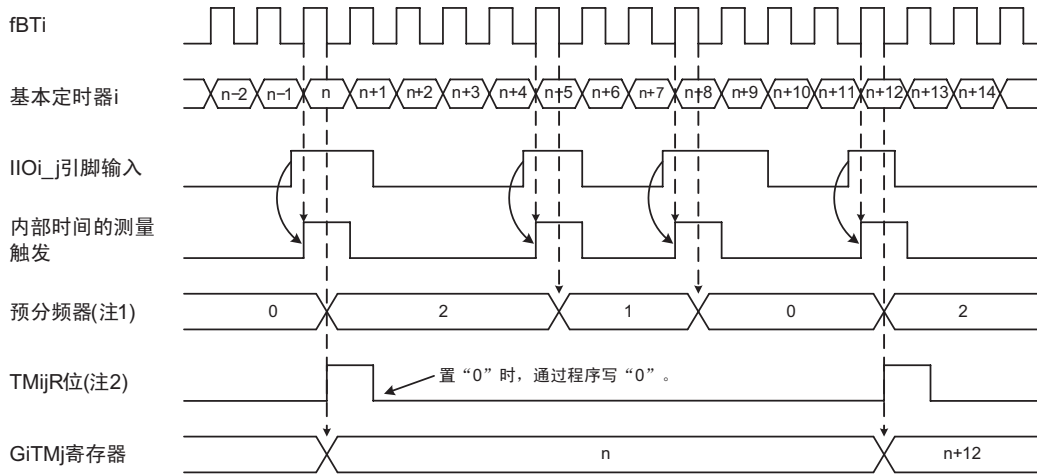 fBTi
基本定时器i
n−2 n−1 n n+1 n+2 n+3 n+4 n+5 n+6 n+7 n+8 n+9 n+10 n+11 n+12 n+13 n+14
IIOi_j引脚输入
内部时间的测量
触发
预分频器(注1)
0 2 1 0 2
TMijR位(注2)
置“0”时，通过程序写“0”。
GiTMj寄存器
n n+12